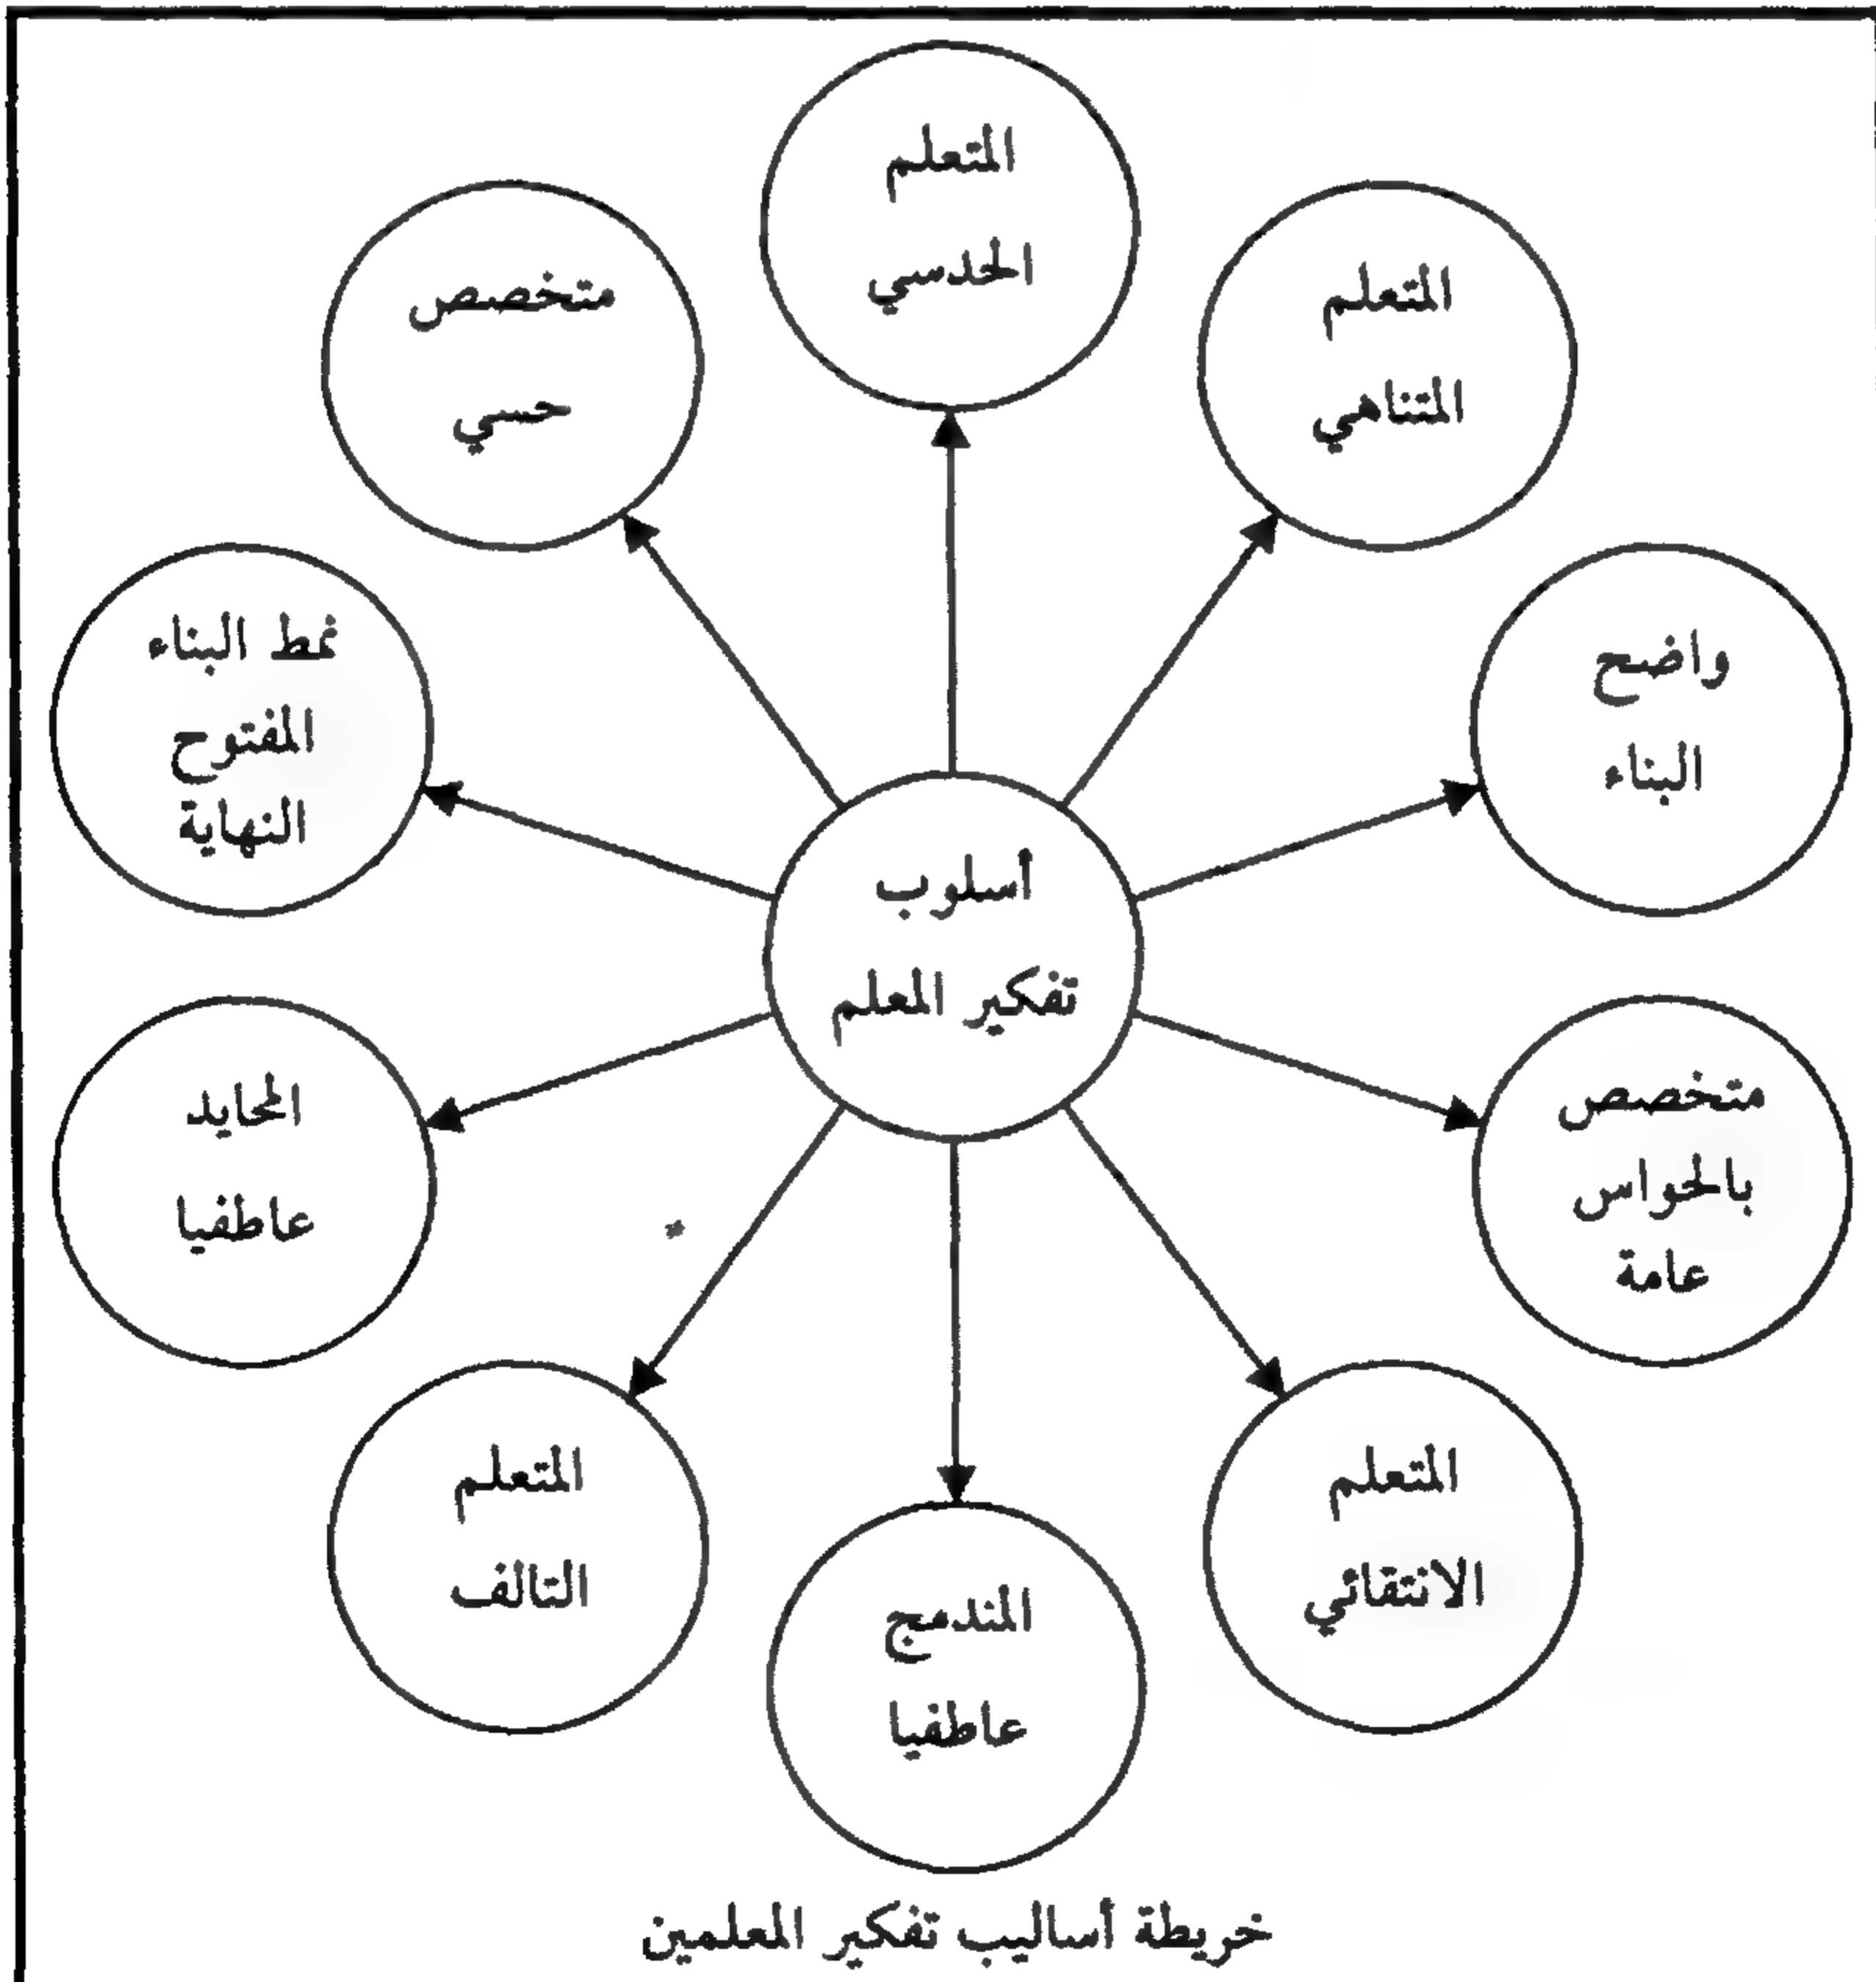 المتعلم
الحدسي
المتعلم
المتناهي
واضح
البناء
متخصص
بالحواس
عامة
المتعلم
الانتقائي
المندمج
عاطفيا
المتعلم
التالف
المحايد
عاطفيا
نمط البناء
المفتوح
النهاية
متخصص
حسي
أسلوب
تفكير المعلم
خريطة أساليب تفكير المعلمين